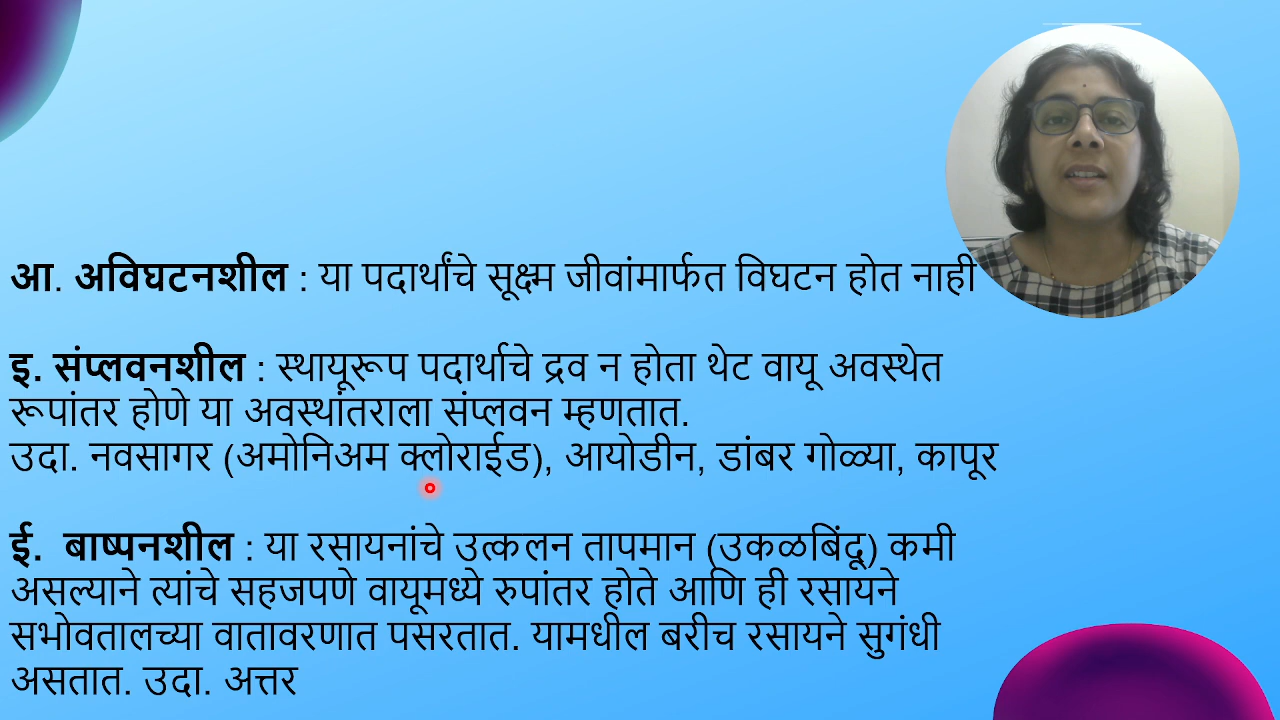 आ. अविघटनशील : या पदार्थांचे सूक्ष्म जीवांमार्फत विघटन होत नाही
इ. संप्लवनशील : स्थायूरूप पदार्थाचे द्रव न होता थेट वायू अवस्थेत
रूपांतर होणे या अवस्थांतराला संप्लवन म्हणतात.
उदा. नवसागर (अमोनिअम क्लोराईड), आयोडीन, डांबर गोळ्या, कापूर
ई. बाष्पनशील : या रसायनांचे उत्कलन तापमान (उकळबिंदू) कमी
असल्याने त्यांचे सहजपणे वायूमध्ये रुपांतर होते आणि ही रसायने
सभोवतालच्या वातावरणात पसरतात. यामधील बरीच रसायने सुगंधी
असतात. उदा. अत्तर